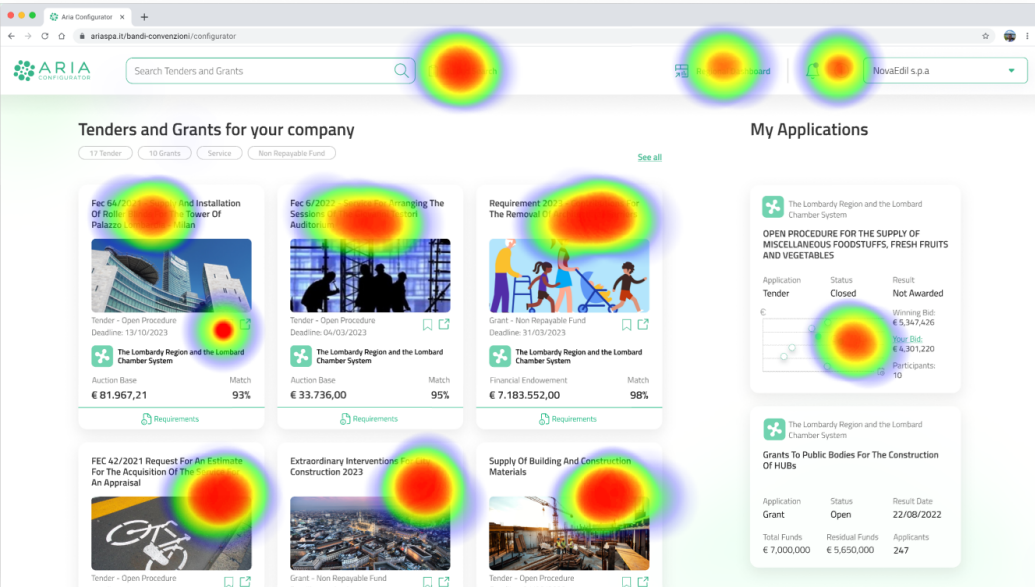 Aria Configurator
ariaspa.it/bandi-convenzioni/configurator
ARIA
CONFIGURATOR
Search Tenders and Grants
NovaEdil s.p.a
Tenders and Grants for your company
17 Tender
10 Grants
Service
Non Repayable Fund
See all
Fec 64/2021 And Installation
Of Roller The Tower Of
Palazzo Milan
Tender - Open Procedure
Deadline: 13/10/2023
The Lombardy Region and the Lombard
Chamber System
Auction Base
Match
€ 81.967,21
93%
Requirements
Fec 6/2022 - Service For Arranging The
Sessions Of
Auditorium
Tender - Open Procedure
Deadline: 04/03/2023
The Lombardy Region and the Lombard
Chamber System
Auction Base
Match
€ 33.736,00
95%
Requirements
Requirement 2023 For
The Removal Of
Grant - Non Repayable Fund
Deadline: 31/03/2023
The Lombardy Region and the Lombard
Chamber System
Financial Endowement
Match
€ 7.183.552,00
98%
Requirements
FEC 42/2021 Request For An Estimate
For The Acquisition Of The Service For
An Appraisal
Tender - Open Procedure
Extraordinary Interventions For
Construction 2023
Grant - Non Repayable Fund
Supply Of Building And Construction
Materials
Tender - Open Procedure
My Applications
The Lombardy Region and the Lombard
Chamber System
OPEN PROCEDURE FOR THE SUPPLY OF
MISCELLANEOUS FOODSTUFFS, FRESH FRUITS
AND VEGETABLES
Application
Status
Result
Tender
Closed
Not Awarded
€
Winning Bid:
€ 5,347,426
Your Bid:
€ 4,301,220
Participants:
10
The Lombardy Region and the Lombard
Chamber System
Grants To Public Bodies For The Construction
Of HUBs
Application
Status
Result Date
Grant
Open
22/08/2022
Total Funds
Residual Funds
Applicants
€ 7,000,000
€ 5,650,000
247